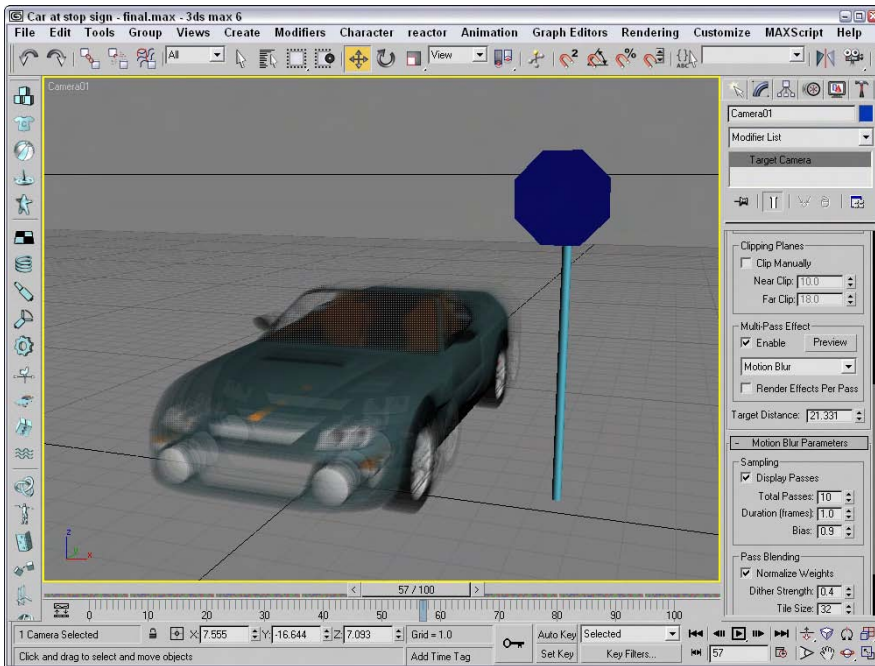 Car at stop sign - final.max - 3ds max 6
File Edit Tools Group Views Create Modifiers Character reactor Animation Graph Editors Rendering Customize MAXScript Help
All View
Camera01
Camera01
Modifier List
Target Camera
Clipping Planes
Clip Manually
Near Clip: 10.0
Far Clip: 18.0
Multi-Pass Effect
Enable Preview
Motion Blur
Render Effects Per Pass
Target Distance: 21.331
- Motion Blur Parameters
Sampling
Display Passes
Total Passes: 10
Duration (frames): 1.0
Bias: 0.9
Pass Blending
Normalize Weights
Dither Strength: 0.4
Tile Size: 32
z
x
< 57 / 100 >
0 10 20 30 40 50 60 70 80 90 100
1 Camera Selected X: 7.555 Y: -16.644 Z: 7.093 Grid = 1.0 Auto Key Selected
Click and drag to select and move objects Add Time Tag Set Key Key Filters... 57